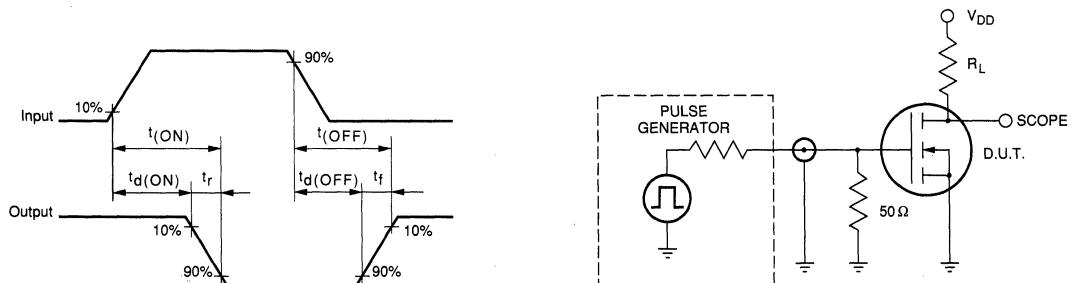 90%
10%
Input
t(ON)
t(OFF)
td(ON)
tr
td(OFF)
tf
Output
10%
10%
90%
90%
VDD
RL
PULSE
GENERATOR
SCOPE
D.U.T.
50Ω